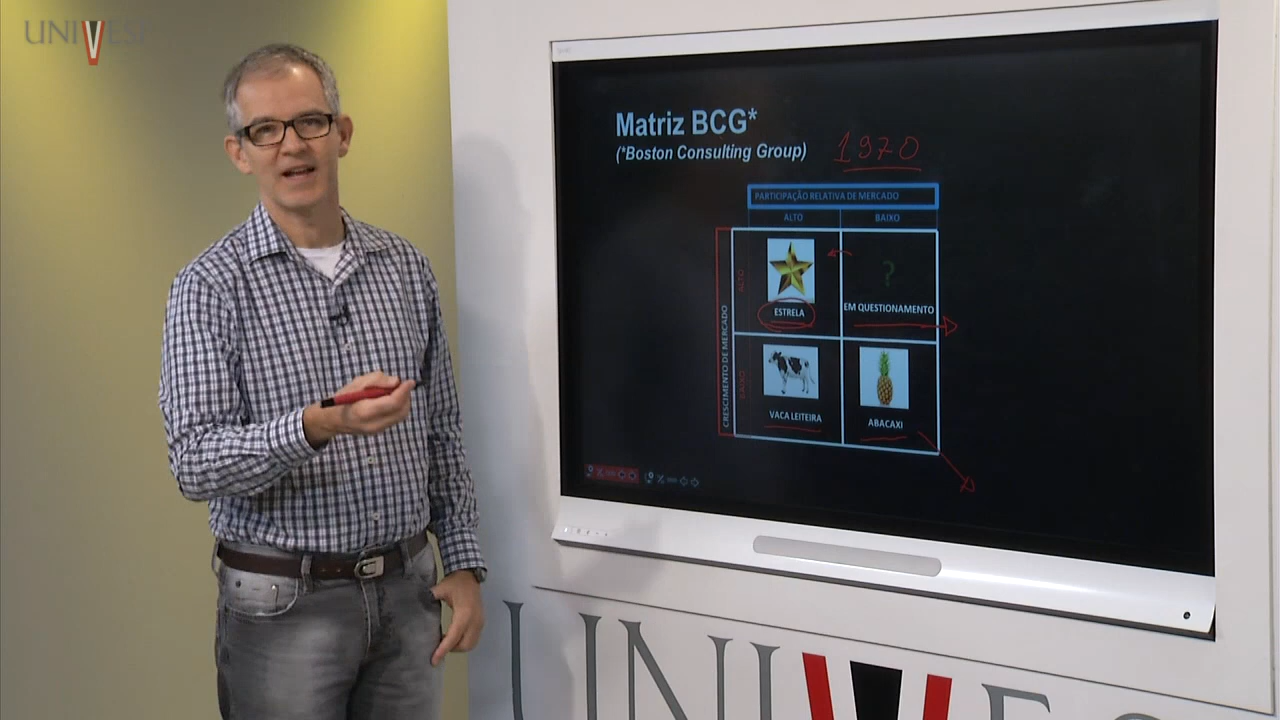 UNIVESP
Matriz BCG*
(*Boston Consulting Group)
1970
PARTICIPAÇÃO RELATIVA DE MERCADO
ALTO
BAIXO
CRESCIMENTO DE MERCADO
ALTO
ESTRELA
?
EM QUESTIONAMENTO
BAIXO
VACA LEITEIRA
ABACAXI
UNIVES